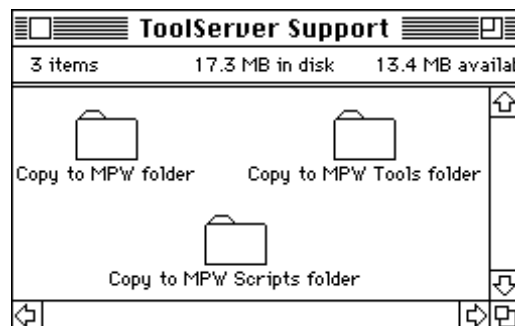 ToolServer Support
3 items 17.3 MB in disk 13.4 MB availab
Copy to MPW folder Copy to MPW Tools folder
Copy to MPW Scripts folder